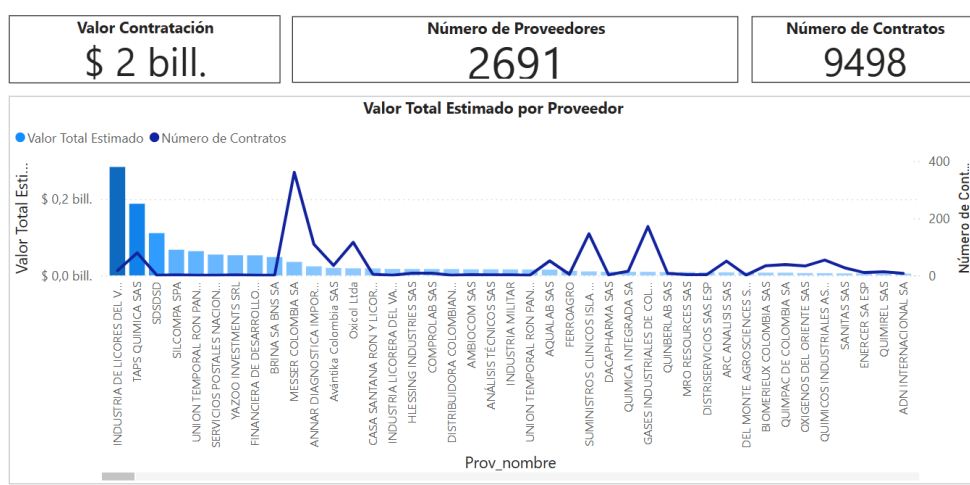 Valor Contratación
$ 2 bill.
Número de Proveedores
2691
Número de Contratos
9498
Valor Total Estimado por Proveedor
Valor Total Estimado Número de Contratos
Valor Total Esti...
$ 0,2 bill.
$ 0,0 bill.
400
200
0
Número de Cont...
INDUSTRIA DE LICORES DEL V...
TAPS QUIMICA SAS
SDSDSD
SILCOMPA SPA
UNION TEMPORAL RON PAN...
SERVICIOS POSTALES NACION...
YAZOO INVESTMENTS SRL
FINANCIERA DE DESARROLLO...
BRINA SA BNS SA
MESSER COLOMBIA SA
ANNAR DIAGNOSTICA IMPOR...
Avántika Colombia SAS
Oxicol Ltda
CASA SANTANA RON Y LICOR...
INDUSTRIA LICORERA DEL VA...
HLESSING INDUSTRIES SAS
COMPROLAB SAS
DISTRIBUIDORA COLOMBIAN...
AMBIOCOM SAS
ANÁLISIS TÉCNICOS SAS
INDUSTRIA MILITAR
UNION TEMPORAL RON PAN...
AQUALAB SAS
FERROAGRO
SUMINISTROS CLINICOS ISLA ...
DACAPHARMA SAS
QUIMICA INTEGRADA SA
GASES INDUSTRIALES DE COL...
QUINBERLAB SAS
MRO RESOURCES SAS
DISTRISERVICIOS SAS ESP
ARC ANALISIS SAS
DEL MONTE AGROSCIENCES S...
BIOMERIEUX COLOMBIA SAS
QUIMPAC DE COLOMBIA SA
OXIGENOS DEL ORIENTE SAS
QUIMICOS INDUSTRIALES AS...
SANITAS SAS
ENERCER SA ESP
QUIMIREL SAS
ADN INTERNACIONAL SA
Prov_nombre